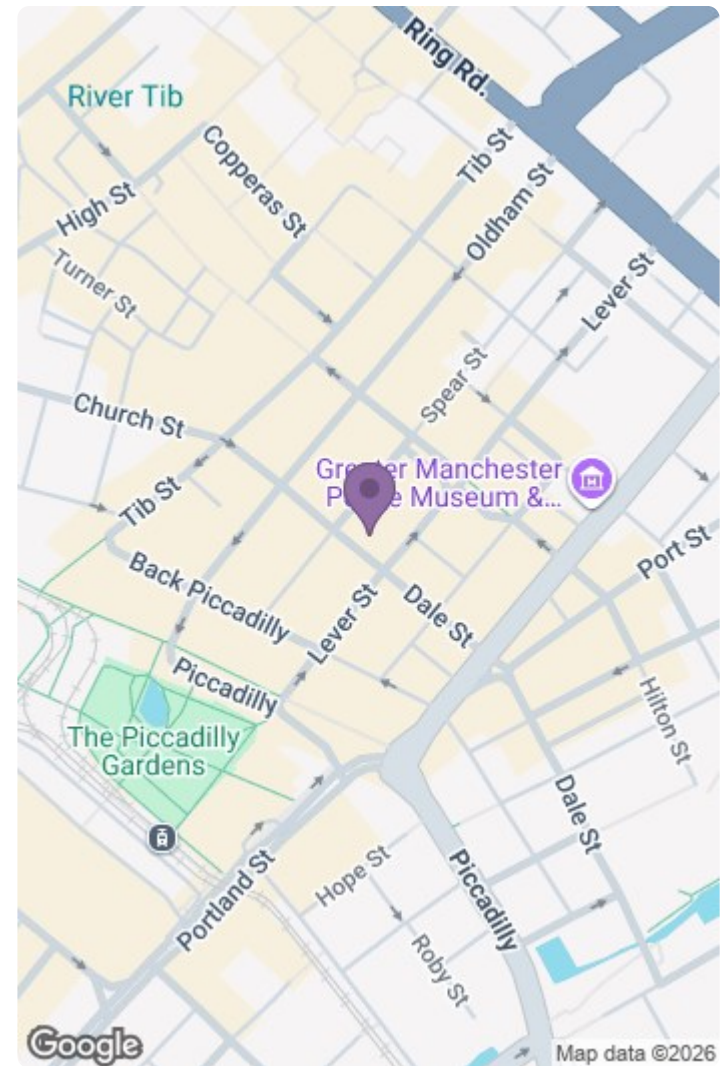 Ring Rd.
River Tib
Copperas St
Tib St
High St
Oldham St
Turner St
Lever St
Spear St
Church St
Greater Manchester
Museum &...
Tib St
Port St
Back Piccadilly
Lever St
Dale St
Piccadilly
Hilton St
The Piccadilly
Gardens
Dale St
Hope St
Piccadilly
Portland St
Roby St
Google
Map data ©2026